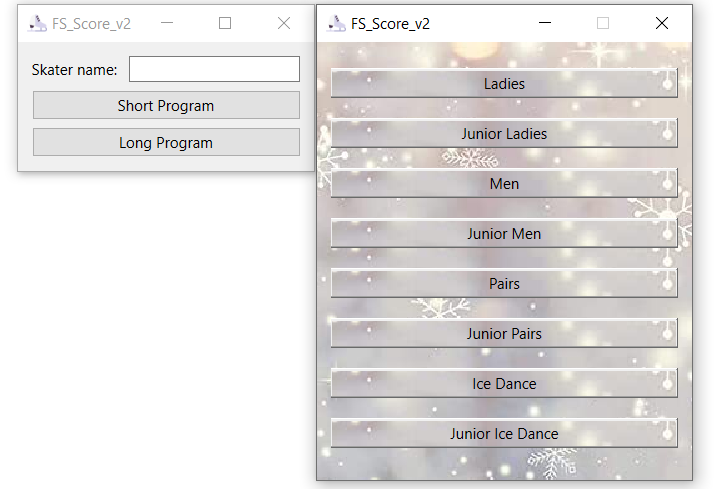 FS_Score_v2
Skater name:
Short Program
Long Program
FS_Score_v2
Ladies
Junior Ladies
Men
Junior Men
Pairs
Junior Pairs
Ice Dance
Junior Ice Dance